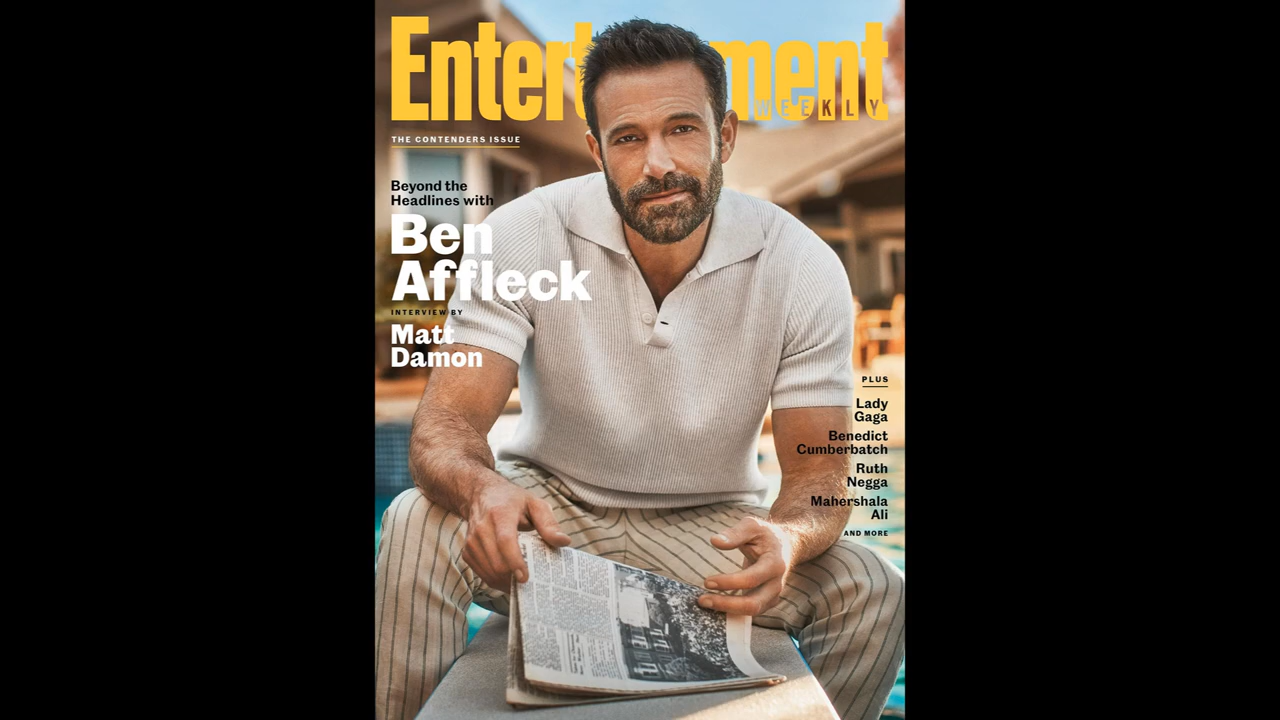 Entertainment
WEEKLY
THE CONTENDERS ISSUE
Beyond the
Headlines with
Ben
Affleck
INTERVIEW BY
Matt
Damon
PLUS
Lady
Gaga
Benedict
Cumberbatch
Ruth
Negga
Mahershala
Ali
AND MORE